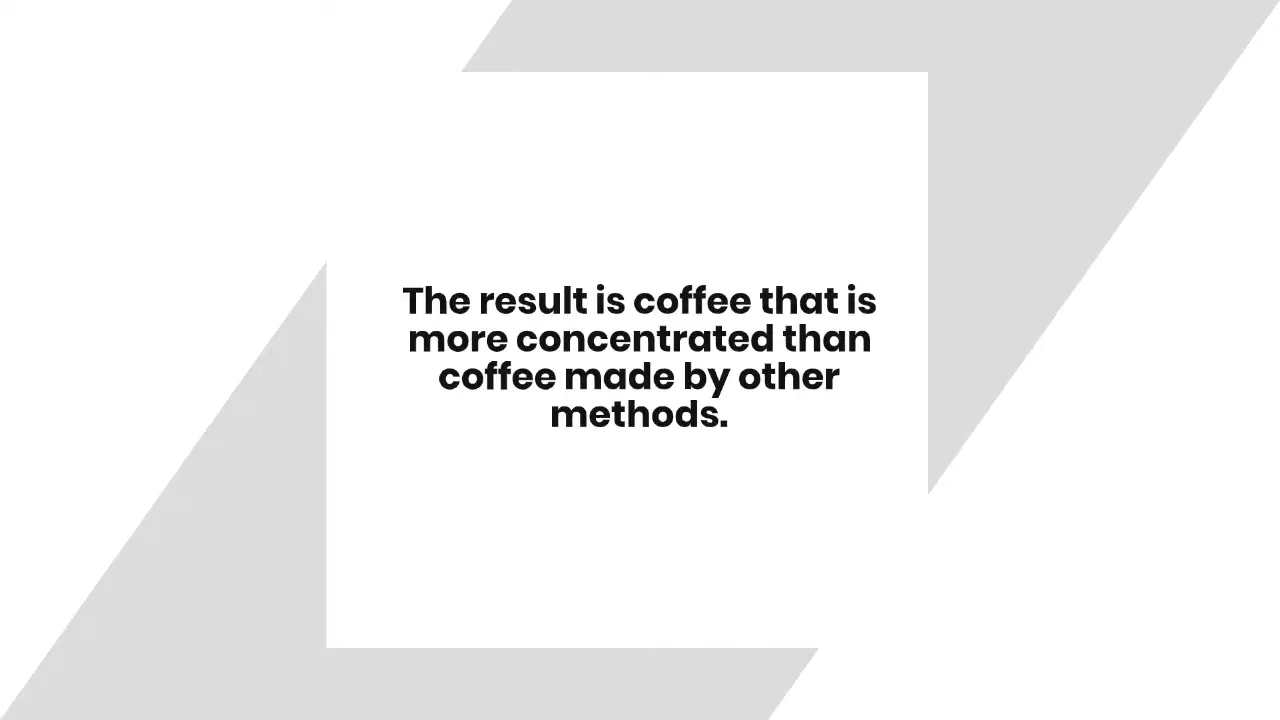 The result is coffee that is
more concentrated than
coffee made by other
methods.